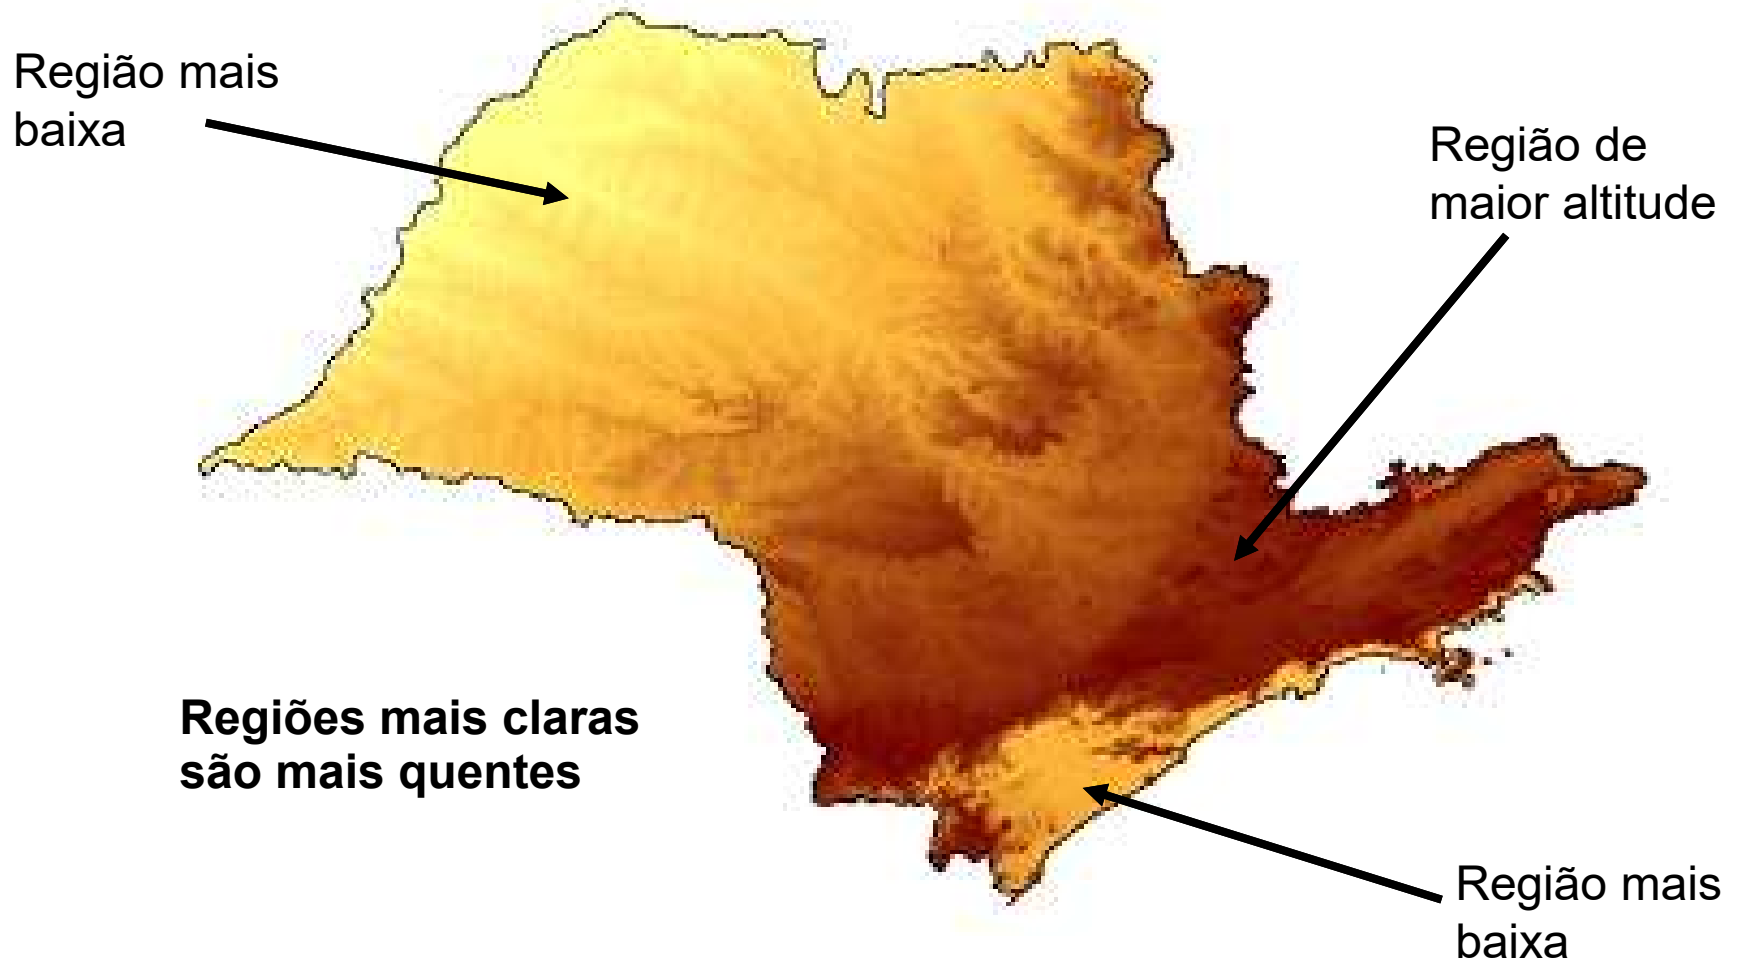 Região mais
baixa
Região de
maior altitude
Regiões mais claras
são mais quentes
Região mais
baixa